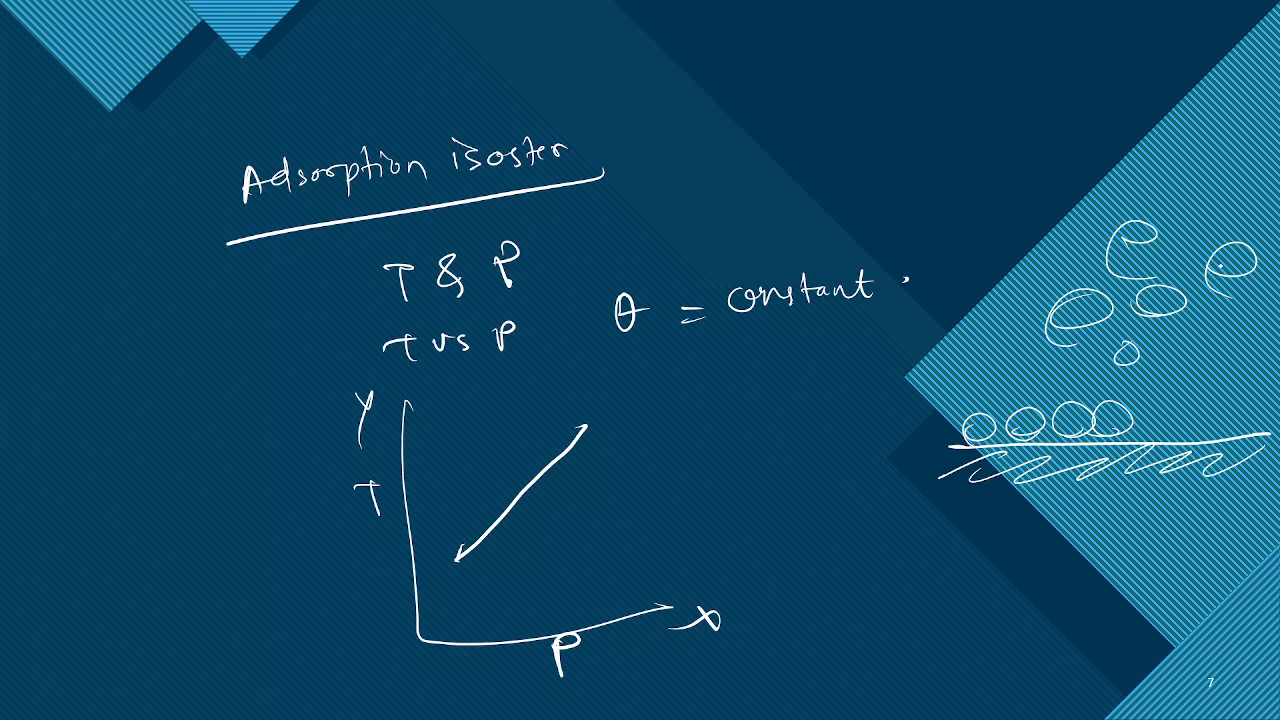 Adsorption isoster
T & P
θ = constant.
T vs P
Y
T
P
X
7